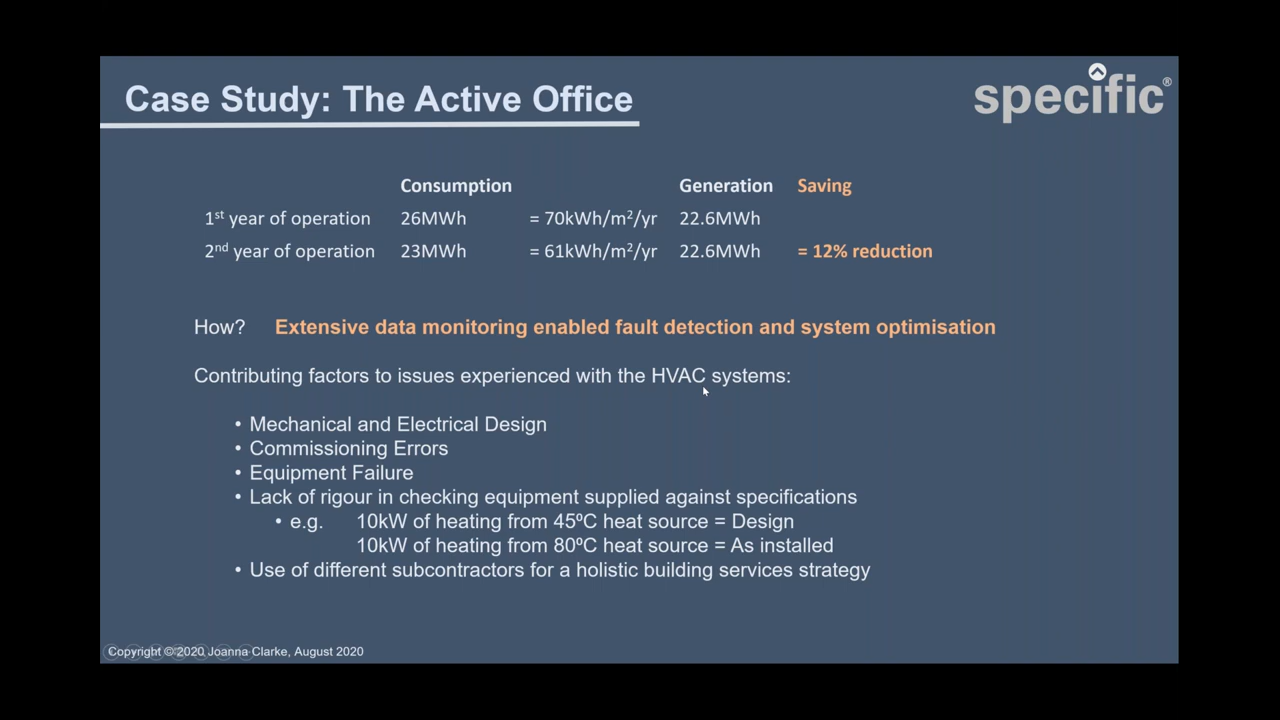 Case Study: The Active Office
specific®
Consumption Generation Saving
1st year of operation 26MWh = 70kWh/m²/yr 22.6MWh
2nd year of operation 23MWh = 61kWh/m²/yr 22.6MWh = 12% reduction
How? Extensive data monitoring enabled fault detection and system optimisation
Contributing factors to issues experienced with the HVAC systems:
• Mechanical and Electrical Design
• Commissioning Errors
• Equipment Failure
• Lack of rigour in checking equipment supplied against specifications
• e.g. 10kW of heating from 45ºC heat source = Design
10kW of heating from 80ºC heat source = As installed
• Use of different subcontractors for a holistic building services strategy
Copyright ©2020 Joanna Clarke, August 2020